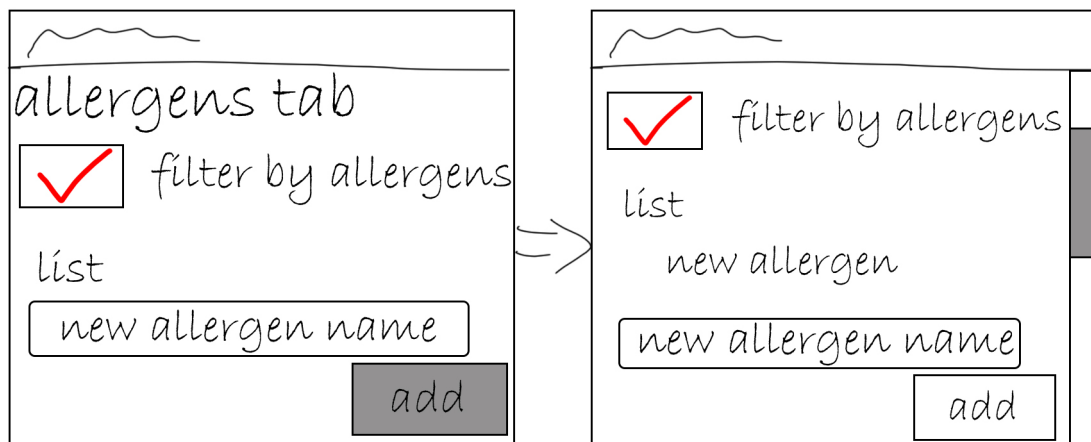 allergens tab
filter by allergens
list
new allergen name
add
filter by allergens
list
new allergen
new allergen name
add